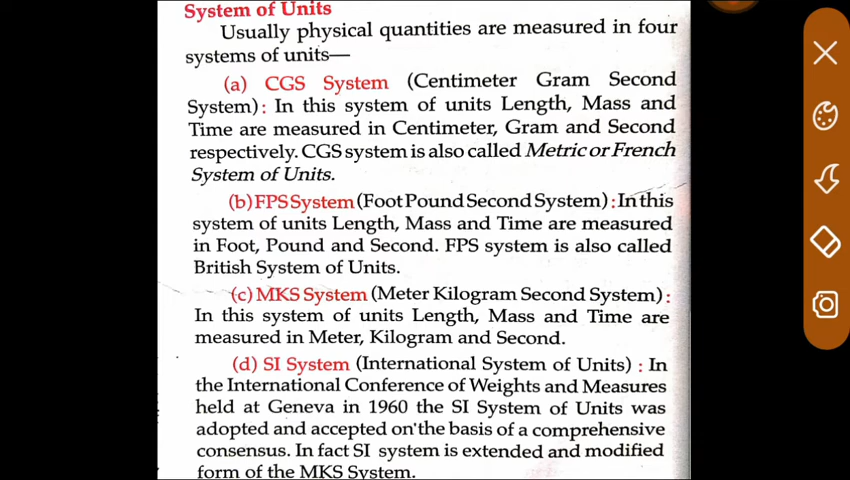 System of Units
Usually physical quantities are measured in four
systems of units—
(a) CGS System (Centimeter Gram Second
System) : In this system of units Length, Mass and
Time are measured in Centimeter, Gram and Second
respectively. CGS system is also called Metric or French
System of Units.
(b) FPS System (Foot Pound Second System) : In this
system of units Length, Mass and Time are measured
in Foot, Pound and Second. FPS system is also called
British System of Units.
(c) MKS System (Meter Kilogram Second System) :
In this system of units Length, Mass and Time are
measured in Meter, Kilogram and Second.
(d) SI System (International System of Units) : In
the International Conference of Weights and Measures
held at Geneva in 1960 the SI System of Units was
adopted and accepted on the basis of a comprehensive
consensus. In fact SI system is extended and modified
form of the MKS System.